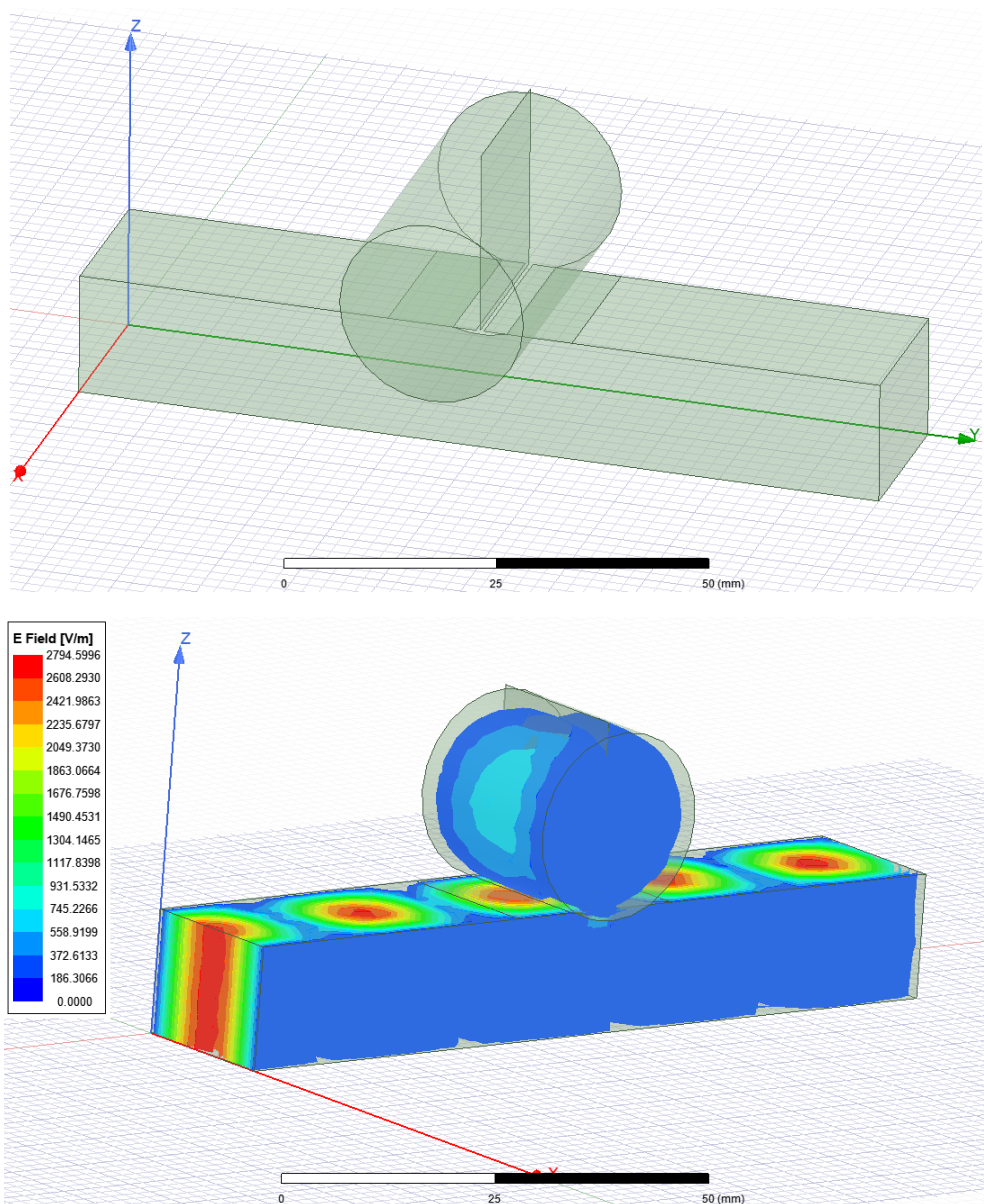 Z
Y
X
0
25
50 (mm)
E Field [V/m]
2794.5996
2608.2930
2421.9863
2235.6797
2049.3730
1863.0664
1676.7598
1490.4531
1304.1465
1117.8398
931.5332
745.2266
558.9199
372.6133
186.3066
0.0000
Z
X
0
25
50 (mm)